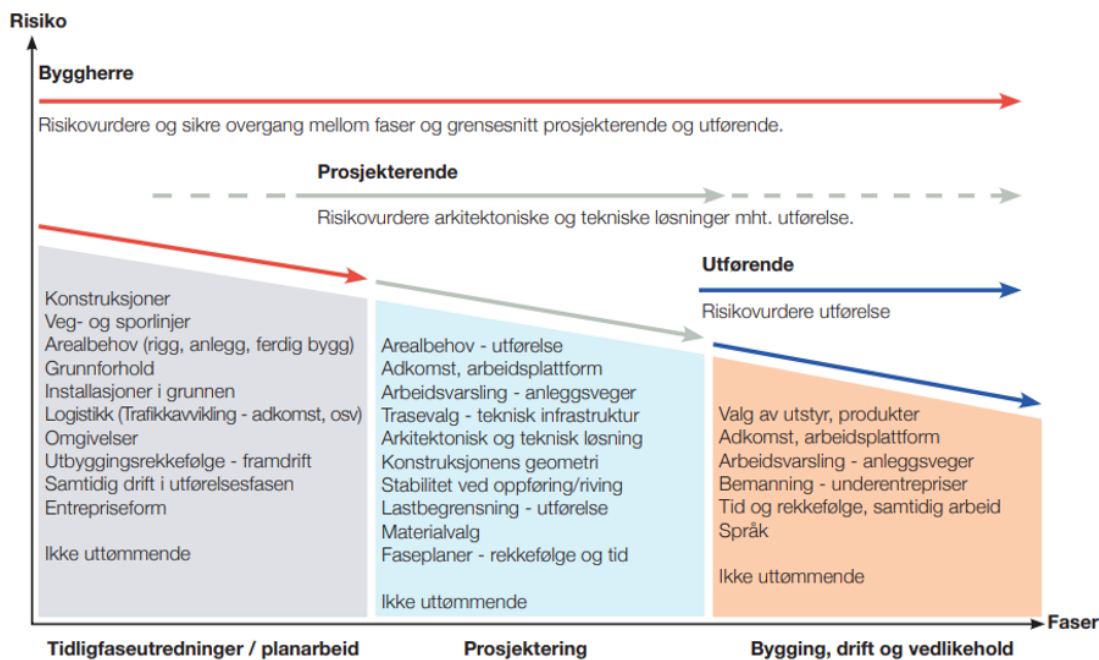 Risiko
Byggherre
Risikovurdere og sikre overgang mellom faser og grensesnitt prosjekterende og utførende.
Prosjekterende
Risikovurdere arkitektoniske og tekniske løsninger mht. utførelse.
Utførende
Risikovurdere utførelse
Konstruksjoner
Veg- og sporlinjer
Arealbehov (rigg, anlegg, ferdig bygg)
Grunnforhold
Installasjoner i grunnen
Logistikk (Trafikkavvikling - adkomst, osv)
Omgivelser
Utbyggingsrekkefølge - framdrift
Samtidig drift i utførelsesfasen
Entrepriseform
Ikke uttømmende
Arealbehov - utførelse
Adkomst, arbeidsplattform
Arbeidsvarsling - anleggsveger
Trasevalg - teknisk infrastruktur
Arkitektonisk og teknisk løsning
Konstruksjonens geometri
Stabilitet ved oppføring/riving
Lastbegrensning - utførelse
Materialvalg
Faseplaner - rekkefølge og tid
Ikke uttømmende
Valg av utstyr, produkter
Adkomst, arbeidsplattform
Arbeidsvarsling - anleggsveger
Bemanning - underentrepriser
Tid og rekkefølge, samtidig arbeid
Språk
Ikke uttømmende
Faser
Tidligfaseutredninger / planarbeid
Prosjektering
Bygging, drift og vedlikehold